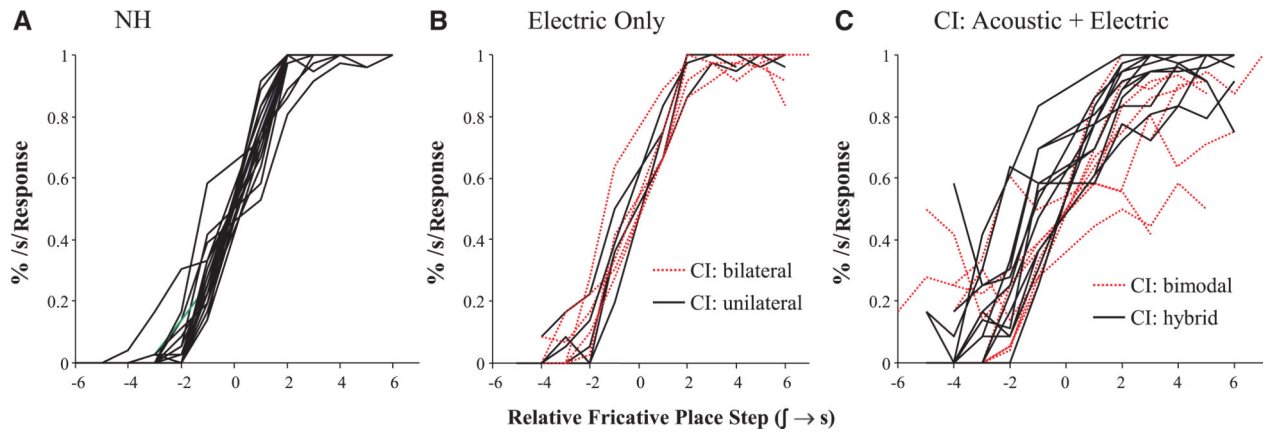 A NH
B Electric Only
C CI: Acoustic + Electric
% /s/Response
1
0.8
0.6
0.4
0.2
0
-6 -4 -2 0 2 4 6
% /s/Response
1
0.8
0.6
0.4
0.2
0
-6 -4 -2 0 2 4 6
CI: bilateral
CI: unilateral
% /s/Response
1
0.8
0.6
0.4
0.2
0
-6 -4 -2 0 2 4 6
CI: bimodal
CI: hybrid
Relative Fricative Place Step (ʃ → s)